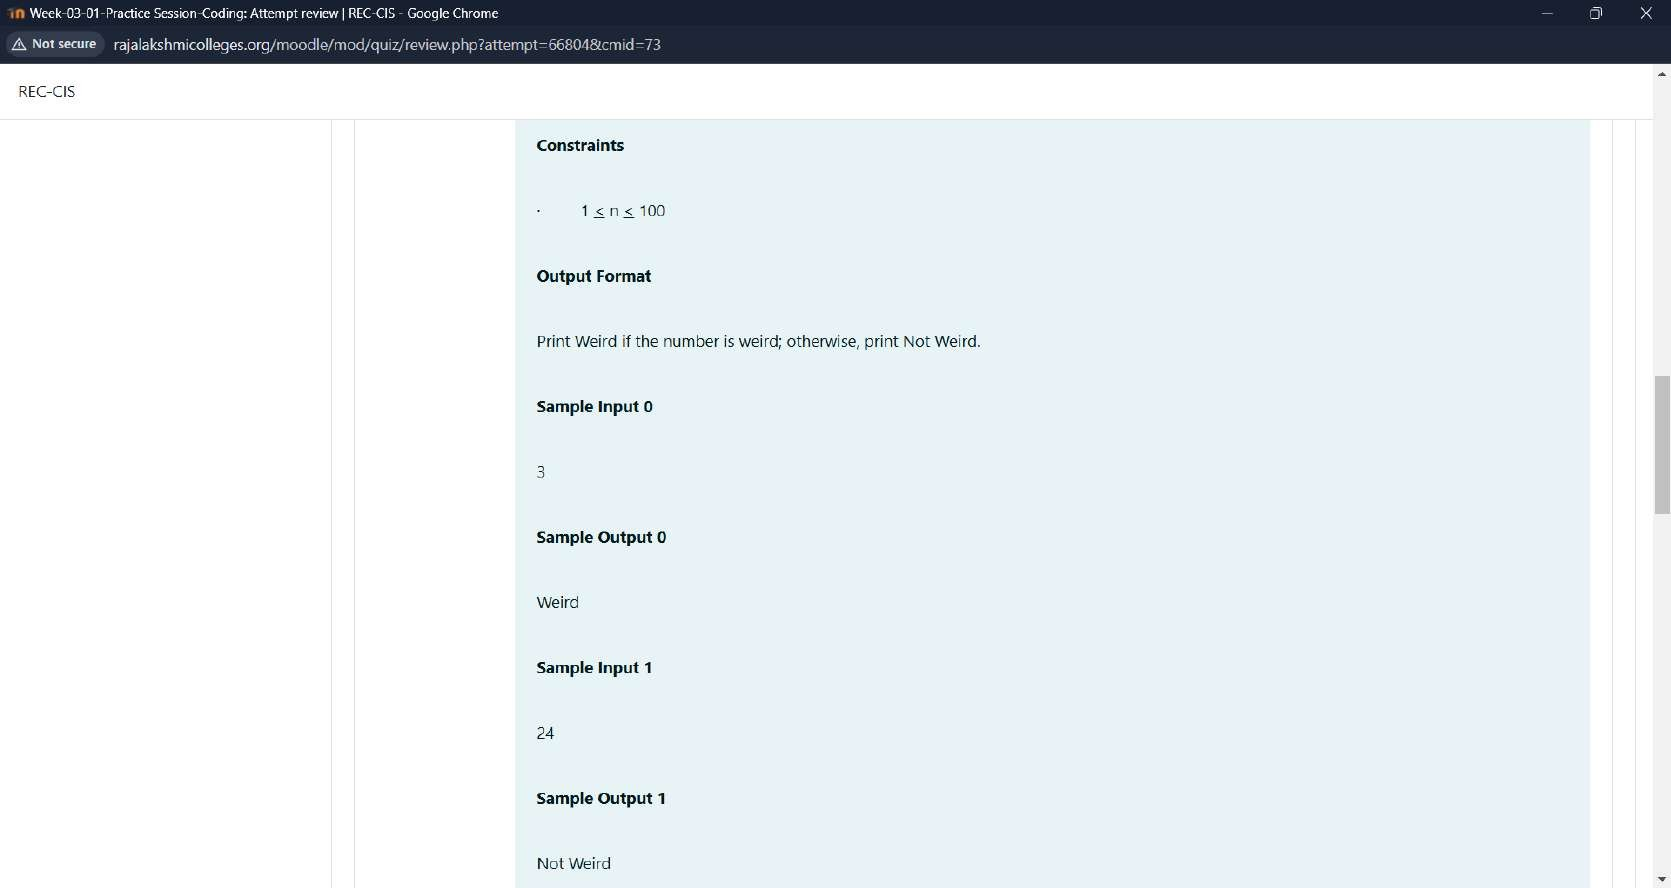 Week-03-01-Practice Session-Coding: Attempt review | REC-CIS - Google Chrome
Not secure rajalakshmicolleges.org/moodle/mod/quiz/review.php?attempt=66804&cmid=73
REC-CIS
Constraints
· 1 ≤ n ≤ 100
Output Format
Print Weird if the number is weird; otherwise, print Not Weird.
Sample Input 0
3
Sample Output 0
Weird
Sample Input 1
24
Sample Output 1
Not Weird